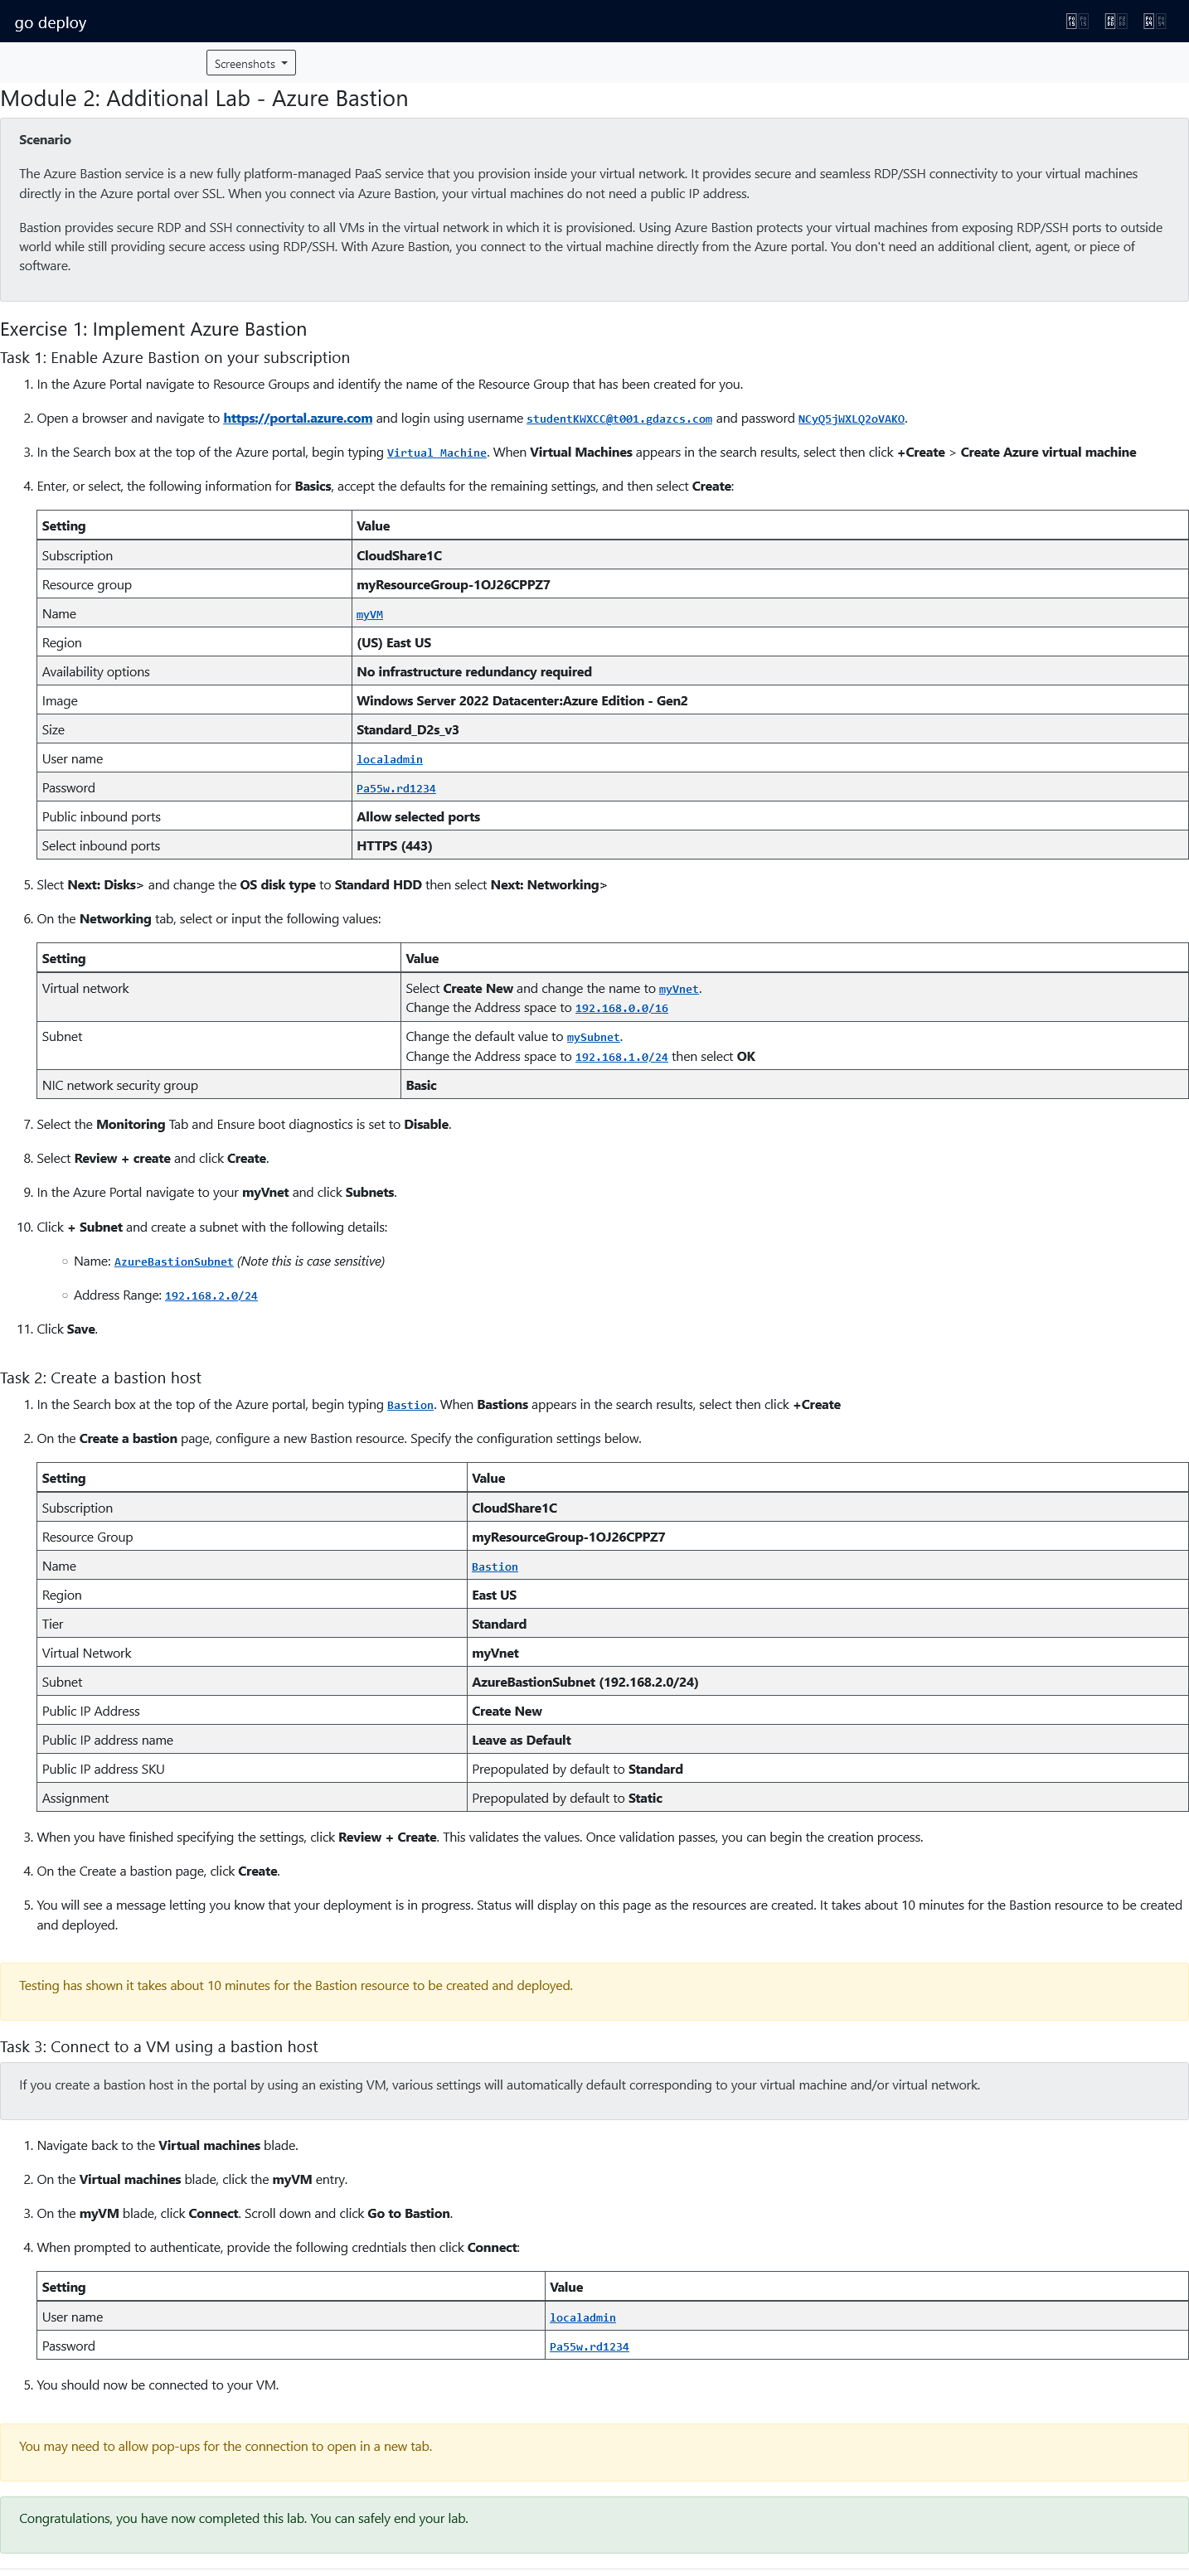 go deploy
Screenshots
Module 2: Additional Lab - Azure Bastion
Scenario
The Azure Bastion service is a new fully platform-managed PaaS service that you provision inside your virtual network. It provides secure and seamless RDP/SSH connectivity to your virtual machines
directly in the Azure portal over SSL. When you connect via Azure Bastion, your virtual machines do not need a public IP address.
Bastion provides secure RDP and SSH connectivity to all VMs in the virtual network in which it is provisioned. Using Azure Bastion protects your virtual machines from exposing RDP/SSH ports to outside
world while still providing secure access using RDP/SSH. With Azure Bastion, you connect to the virtual machine directly from the Azure portal. You don't need an additional client, agent, or piece of
software.
Exercise 1: Implement Azure Bastion
Task 1: Enable Azure Bastion on your subscription
1. In the Azure Portal navigate to Resource Groups and identify the name of the Resource Group that has been created for you.
2. Open a browser and navigate to https://portal.azure.com and login using username studentKWXCC@t001.gdazcs.com and password NCyQ5jWXLQ2oVAKO.
3. In the Search box at the top of the Azure portal, begin typing Virtual Machine. When Virtual Machines appears in the search results, select then click +Create > Create Azure virtual machine
4. Enter, or select, the following information for Basics, accept the defaults for the remaining settings, and then select Create:
Setting Value
Subscription CloudShare1C
Resource group myResourceGroup-1OJ26CPPZ7
Name myVM
Region (US) East US
Availability options No infrastructure redundancy required
Image Windows Server 2022 Datacenter:Azure Edition - Gen2
Size Standard_D2s_v3
User name localadmin
Password Pa55w.rd1234
Public inbound ports Allow selected ports
Select inbound ports HTTPS (443)
5. Slect Next: Disks> and change the OS disk type to Standard HDD then select Next: Networking>
6. On the Networking tab, select or input the following values:
Setting Value
Virtual network Select Create New and change the name to myVnet.
Change the Address space to 192.168.0.0/16
Subnet Change the default value to mySubnet.
Change the Address space to 192.168.1.0/24 then select OK
NIC network security group Basic
7. Select the Monitoring Tab and Ensure boot diagnostics is set to Disable.
8. Select Review + create and click Create.
9. In the Azure Portal navigate to your myVnet and click Subnets.
10. Click + Subnet and create a subnet with the following details:
○ Name: AzureBastionSubnet (Note this is case sensitive)
○ Address Range: 192.168.2.0/24
11. Click Save.
Task 2: Create a bastion host
1. In the Search box at the top of the Azure portal, begin typing Bastion. When Bastions appears in the search results, select then click +Create
2. On the Create a bastion page, configure a new Bastion resource. Specify the configuration settings below.
Setting Value
Subscription CloudShare1C
Resource Group myResourceGroup-1OJ26CPPZ7
Name Bastion
Region East US
Tier Standard
Virtual Network myVnet
Subnet AzureBastionSubnet (192.168.2.0/24)
Public IP Address Create New
Public IP address name Leave as Default
Public IP address SKU Prepopulated by default to Standard
Assignment Prepopulated by default to Static
3. When you have finished specifying the settings, click Review + Create. This validates the values. Once validation passes, you can begin the creation process.
4. On the Create a bastion page, click Create.
5. You will see a message letting you know that your deployment is in progress. Status will display on this page as the resources are created. It takes about 10 minutes for the Bastion resource to be created
and deployed.
Testing has shown it takes about 10 minutes for the Bastion resource to be created and deployed.
Task 3: Connect to a VM using a bastion host
If you create a bastion host in the portal by using an existing VM, various settings will automatically default corresponding to your virtual machine and/or virtual network.
1. Navigate back to the Virtual machines blade.
2. On the Virtual machines blade, click the myVM entry.
3. On the myVM blade, click Connect. Scroll down and click Go to Bastion.
4. When prompted to authenticate, provide the following credntials then click Connect:
Setting Value
User name localadmin
Password Pa55w.rd1234
5. You should now be connected to your VM.
You may need to allow pop-ups for the connection to open in a new tab.
Congratulations, you have now completed this lab. You can safely end your lab.